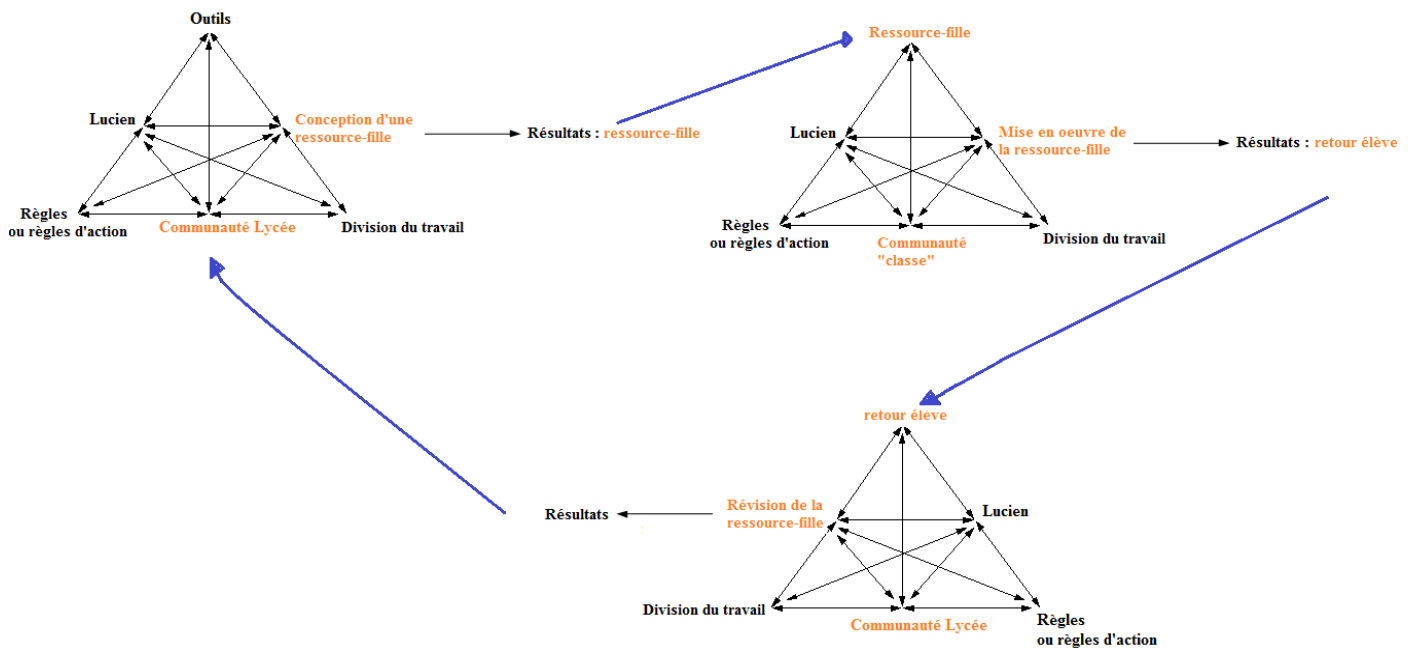 Outils
Lucien
Conception d'une
ressource-fille
Résultats : ressource-fille
Règles
ou règles d'action
Communauté Lycée
Division du travail
Ressource-fille
Lucien
Mise en oeuvre de
la ressource-fille
Résultats : retour élève
Règles
ou règles d'action
Communauté
"classe"
Division du travail
retour élève
Résultats
Révision de la
ressource-fille
Lucien
Division du travail
Communauté Lycée
Règles
ou règles d'action